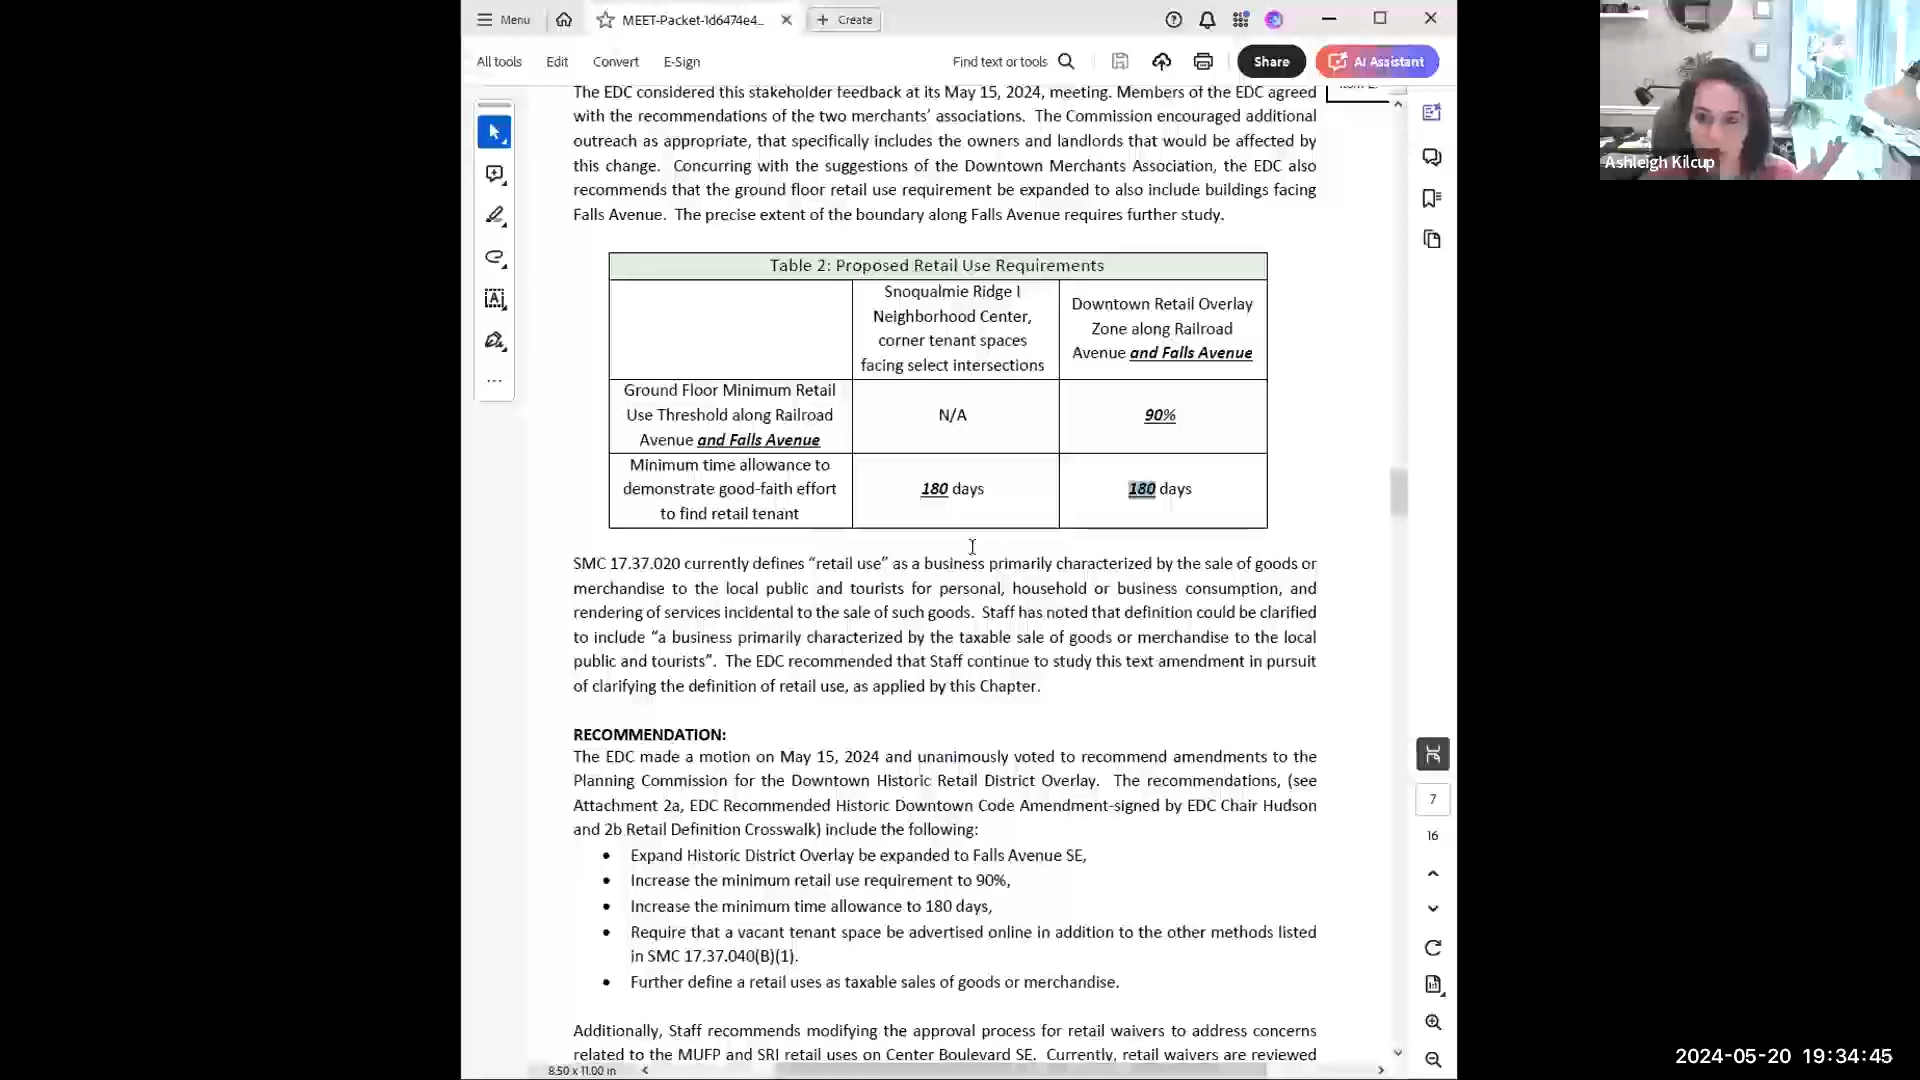 Menu
MEET-Packet-1d6474e4...
Create
All tools
Edit
Convert
E-Sign
Find text or tools
Share
AI Assistant
Ashleigh Kilcup
The EDC considered this stakeholder feedback at its May 15, 2024, meeting. Members of the EDC agreed
with the recommendations of the two merchants' associations. The Commission encouraged additional
outreach as appropriate, that specifically includes the owners and landlords that would be affected by
this change. Concurring with the suggestions of the Downtown Merchants Association, the EDC also
recommends that the ground floor retail use requirement be expanded to also include buildings facing
Falls Avenue. The precise extent of the boundary along Falls Avenue requires further study.
Table 2: Proposed Retail Use Requirements
Snoqualmie Ridge I
Neighborhood Center,
corner tenant spaces
facing select intersections
Downtown Retail Overlay
Zone along Railroad
Avenue and Falls Avenue
Ground Floor Minimum Retail
Use Threshold along Railroad
Avenue and Falls Avenue
N/A
90%
Minimum time allowance to
demonstrate good-faith effort
to find retail tenant
180 days
180 days
SMC 17.37.020 currently defines "retail use" as a business primarily characterized by the sale of goods or
merchandise to the local public and tourists for personal, household or business consumption, and
rendering of services incidental to the sale of such goods. Staff has noted that definition could be clarified
to include "a business primarily characterized by the taxable sale of goods or merchandise to the local
public and tourists". The EDC recommended that Staff continue to study this text amendment in pursuit
of clarifying the definition of retail use, as applied by this Chapter.
RECOMMENDATION:
The EDC made a motion on May 15, 2024 and unanimously voted to recommend amendments to the
Planning Commission for the Downtown Historic Retail District Overlay. The recommendations, (see
Attachment 2a, EDC Recommended Historic Downtown Code Amendment-signed by EDC Chair Hudson
and 2b Retail Definition Crosswalk) include the following:
• Expand Historic District Overlay be expanded to Falls Avenue SE,
• Increase the minimum retail use requirement to 90%,
• Increase the minimum time allowance to 180 days,
• Require that a vacant tenant space be advertised online in addition to the other methods listed
in SMC 17.37.040(B)(1).
• Further define a retail uses as taxable sales of goods or merchandise.
Additionally, Staff recommends modifying the approval process for retail waivers to address concerns
related to the MUFP and SRI retail uses on Center Boulevard SE. Currently, retail waivers are reviewed
7
16
8.50 x 11.00 in
2024-05-20 19:34:45